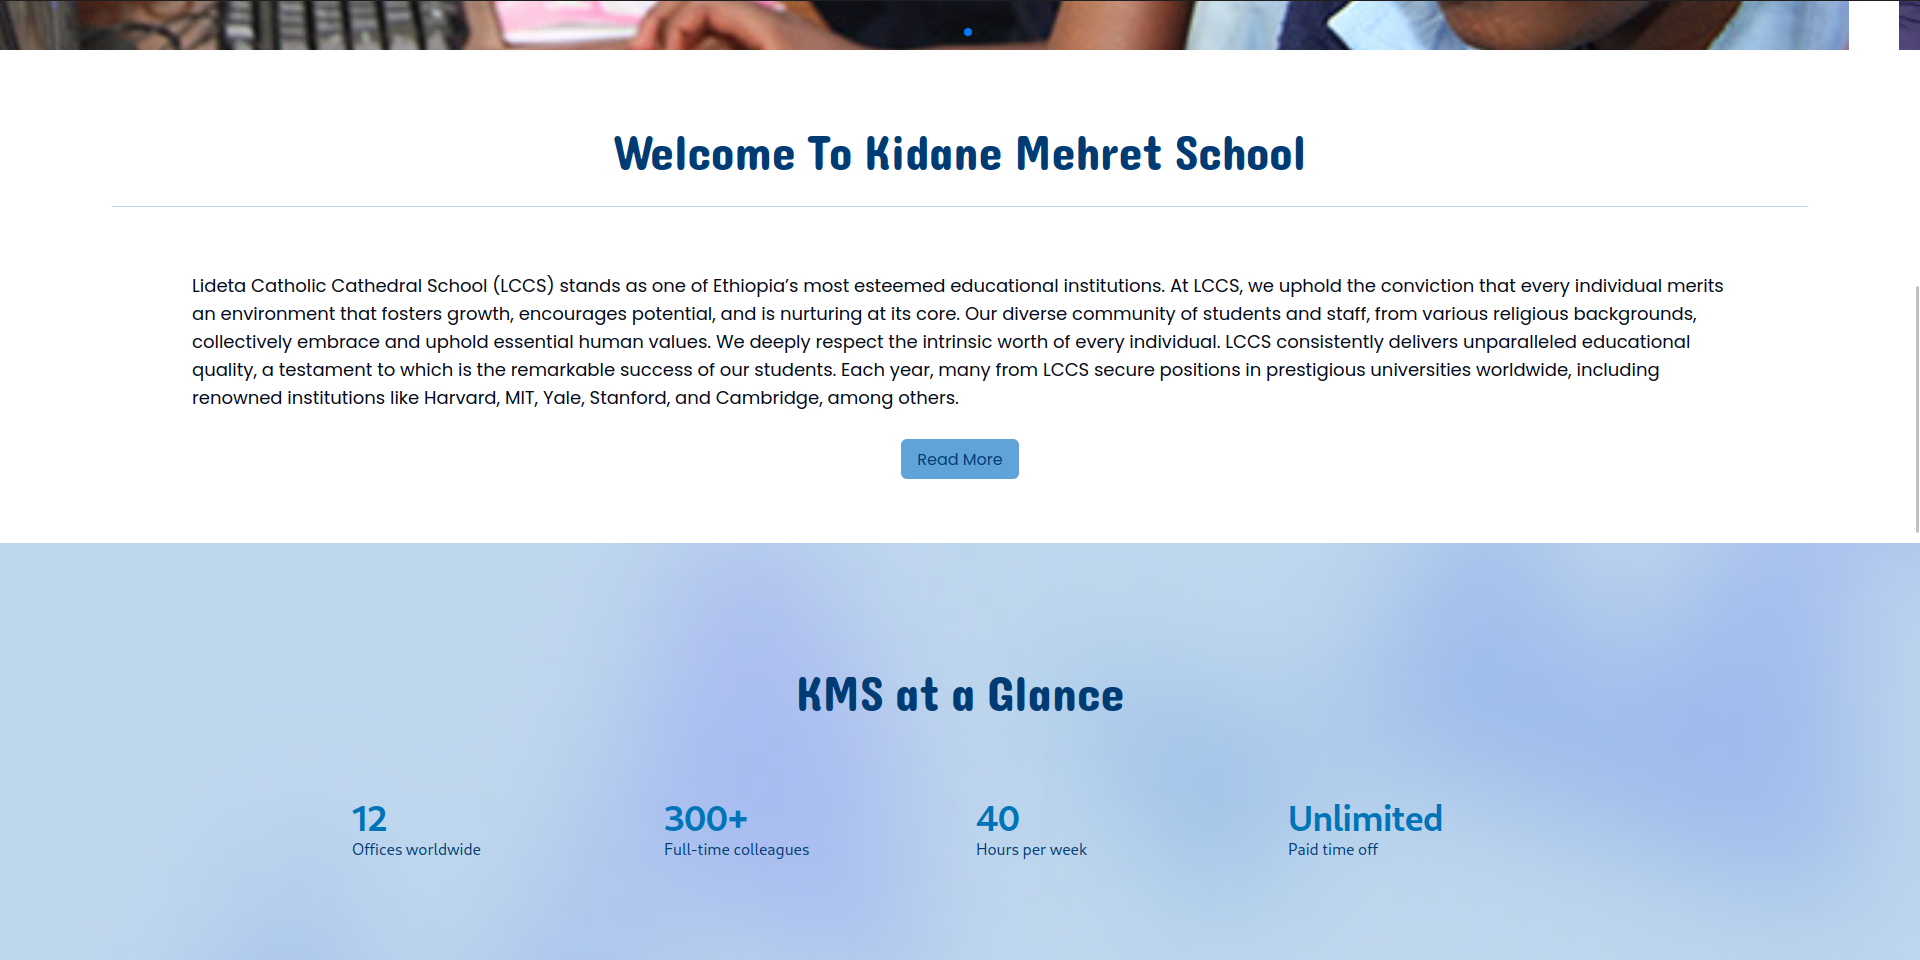 Welcome To Kidane Mehret School
Lideta Catholic Cathedral School (LCCS) stands as one of Ethiopia’s most esteemed educational institutions. At LCCS, we uphold the conviction that every individual merits
an environment that fosters growth, encourages potential, and is nurturing at its core. Our diverse community of students and staff, from various religious backgrounds,
collectively embrace and uphold essential human values. We deeply respect the intrinsic worth of every individual. LCCS consistently delivers unparalleled educational
quality, a testament to which is the remarkable success of our students. Each year, many from LCCS secure positions in prestigious universities worldwide, including
renowned institutions like Harvard, MIT, Yale, Stanford, and Cambridge, among others.
Read More
KMS at a Glance
12
Offices worldwide
300+
Full-time colleagues
40
Hours per week
Unlimited
Paid time off